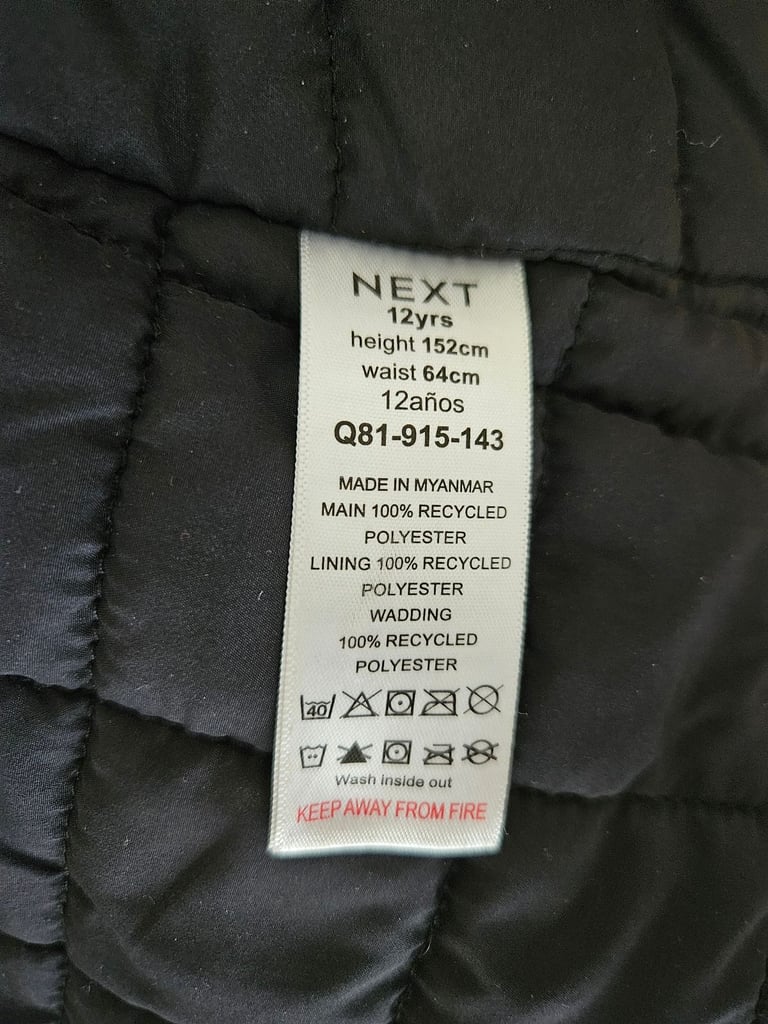 NEXT
12yrs
height 152cm
waist 64cm
12años
Q81-915-143
MADE IN MYANMAR
MAIN 100% RECYCLED
POLYESTER
LINING 100% RECYCLED
POLYESTER
WADDING
100% RECYCLED
POLYESTER
40
Wash inside out
KEEP AWAY FROM FIRE